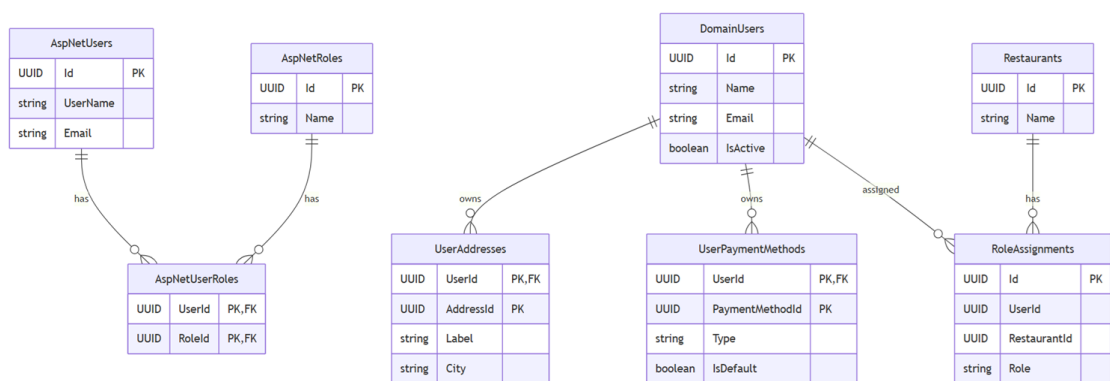 AspNetUsers
UUID Id PK
string UserName
string Email
AspNetRoles
UUID Id PK
string Name
DomainUsers
UUID Id PK
string Name
string Email
boolean IsActive
Restaurants
UUID Id PK
string Name
has
has
owns
owns
assigned
has
AspNetUserRoles
UUID UserId PK,FK
UUID RoleId PK,FK
UserAddresses
UUID UserId PK,FK
UUID AddressId PK
string Label
string City
UserPaymentMethods
UUID UserId PK,FK
UUID PaymentMethodId PK
string Type
boolean IsDefault
RoleAssignments
UUID Id PK
UUID UserId
UUID RestaurantId
string Role